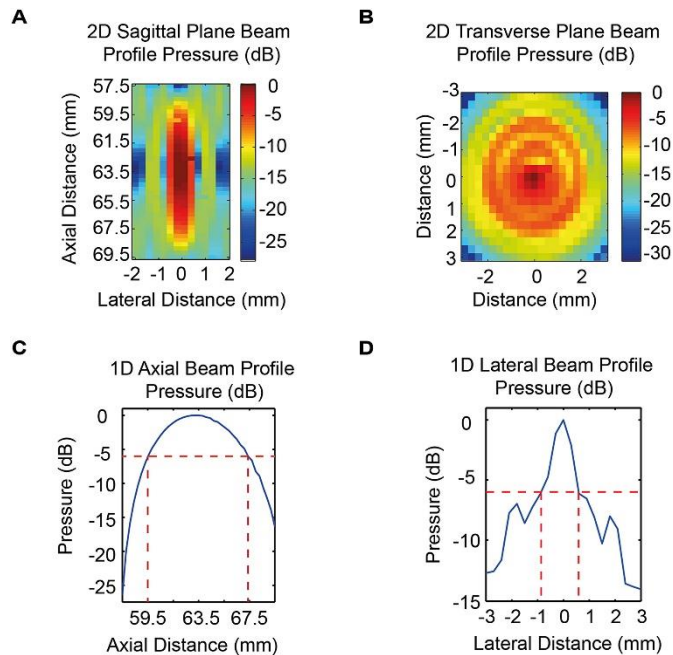 A
2D Sagittal Plane Beam
Profile Pressure (dB)
57.5
59.5
61.5
63.5
65.5
67.5
69.5
Axial Distance (mm)
-2 -1 0 1 2
Lateral Distance (mm)
0
-5
-10
-15
-20
-25
B
2D Transverse Plane Beam
Profile Pressure (dB)
-3
-2
-1
0
1
2
3
Distance (mm)
-2 0 2
Distance (mm)
0
-5
-10
-15
-20
-25
-30
C
1D Axial Beam Profile
Pressure (dB)
0
-5
-10
-15
-20
-25
Pressure (dB)
59.5 63.5 67.5
Axial Distance (mm)
D
1D Lateral Beam Profile
Pressure (dB)
0
-5
-10
-15
Pressure (dB)
-3 -2 -1 0 1 2 3
Lateral Distance (mm)